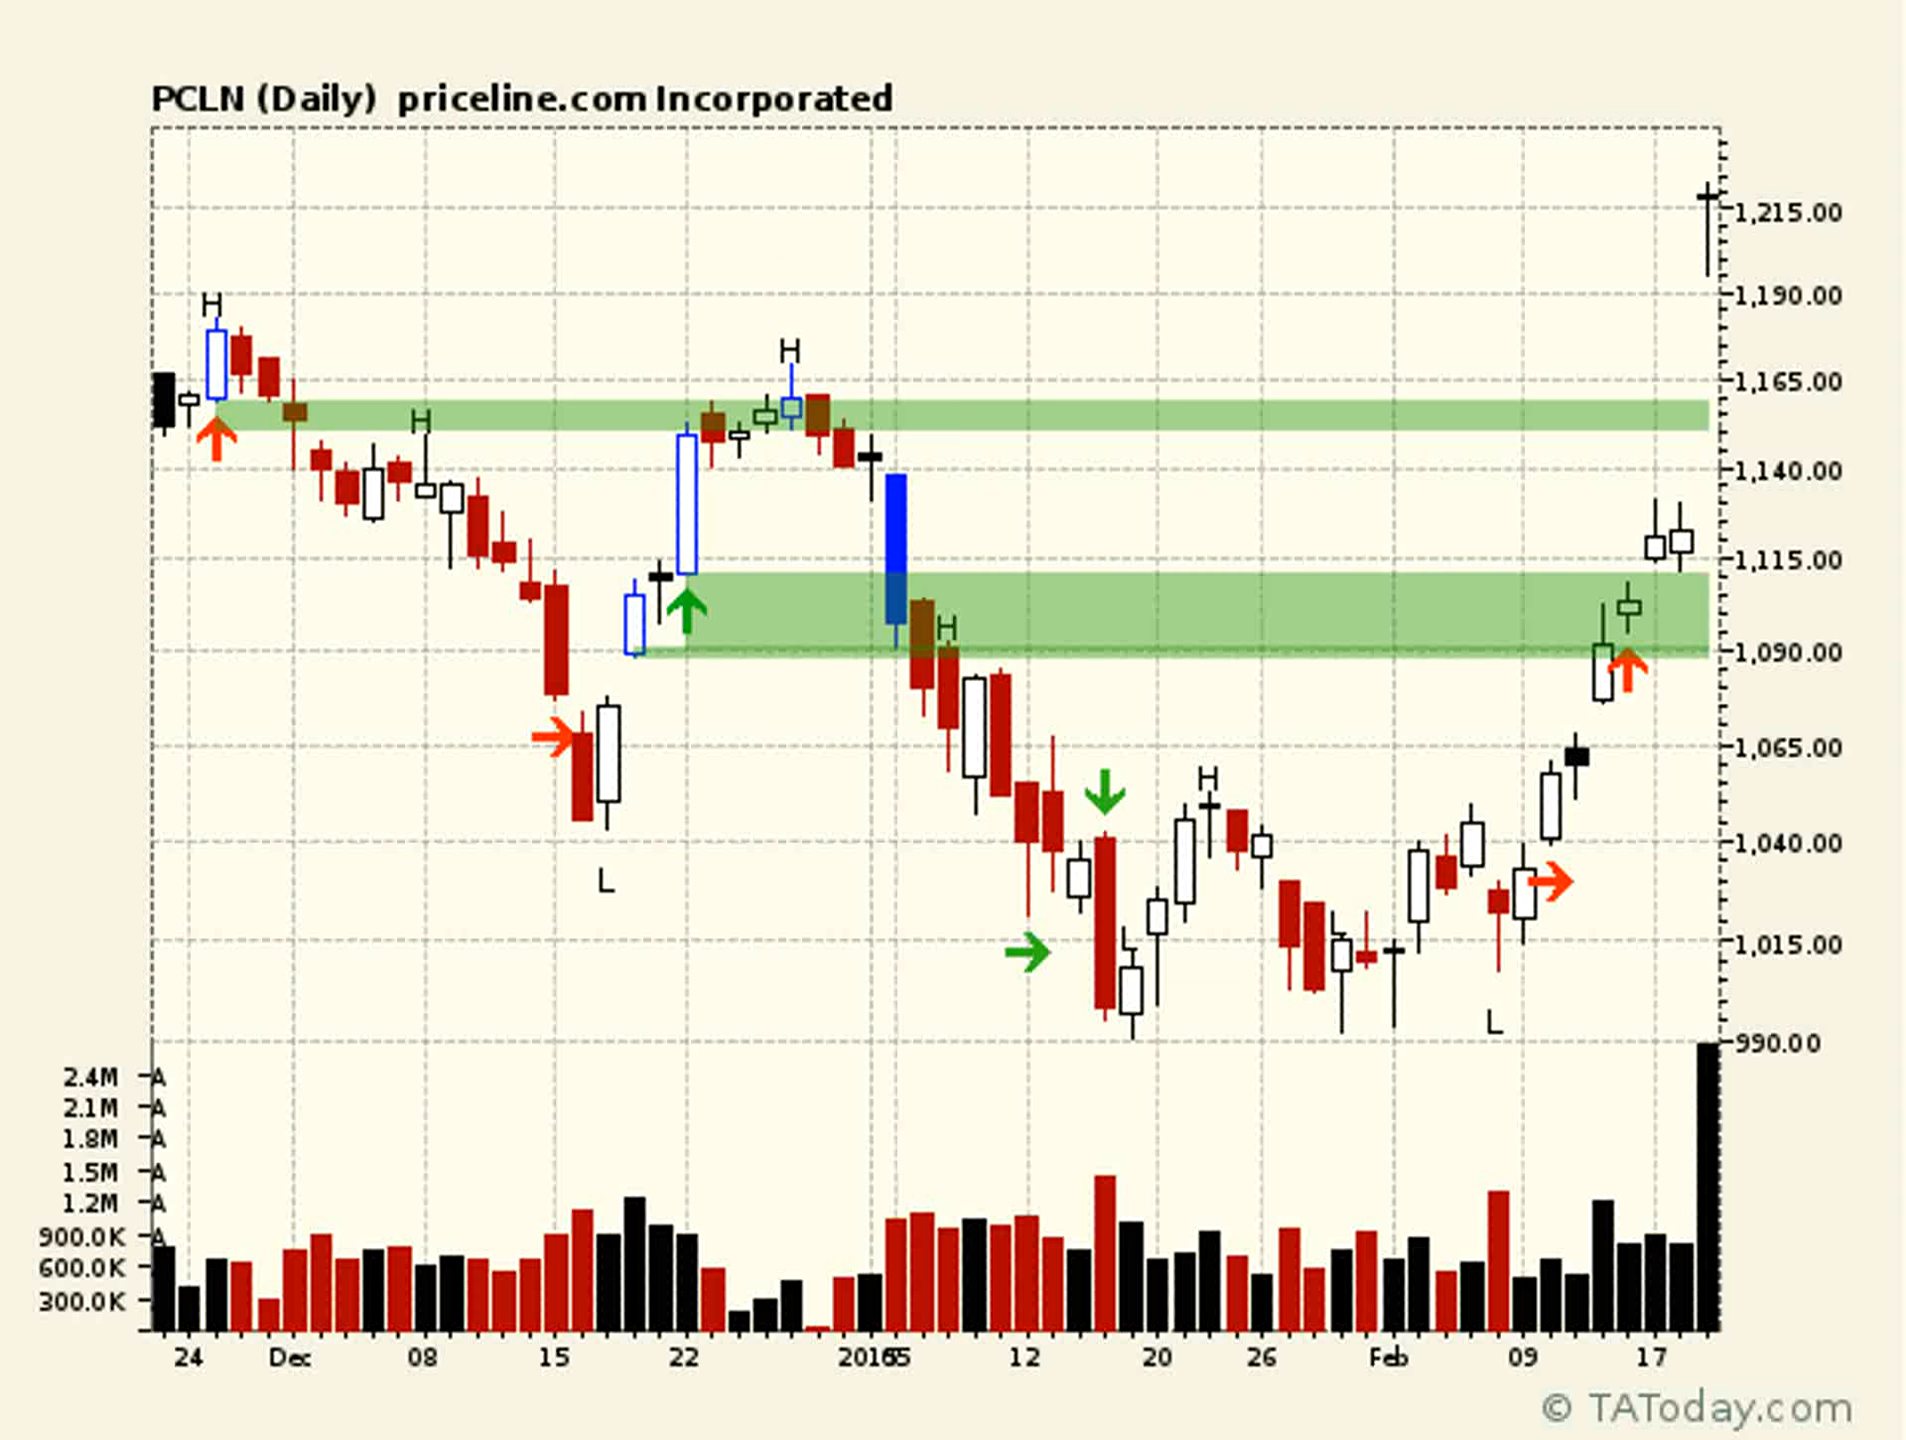 PCLN (Daily) priceline.com Incorporated
1,215.00
H
1,190.00
H
1,165.00
H
1,140.00
1,115.00
H
1,090.00
1,065.00
H
1,040.00
L
L
L
1,015.00
L
990.00
2.4M A
2.1M A
1.8M A
1.5M A
1.2M A
900.0K A
600.0K
300.0K
24 Dec 08 15 22 2015 05 12 20 26 Feb 09 17
© TAToday.com